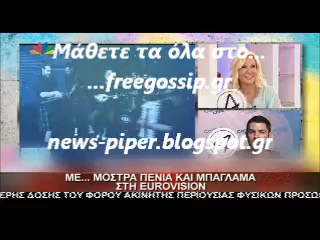 Μάθετε τα όλα στο...
...freegossip.gr
news-piper.blogspot.gr
ΜΕ... ΜΟΣΤΡΑ ΠΕΝΙΑ ΚΑΙ ΜΠΑΓΛΑΜΑ
ΣΤΗ EUROVISION
ΕΡΗΣ ΔΟΣΗΣ ΤΟΥ ΦΟΡΟΥ ΑΚΙΝΗΤΗΣ ΠΕΡΙΟΥΣΙΑΣ ΦΥΣΙΚΩΝ ΠΡΟΣΩ